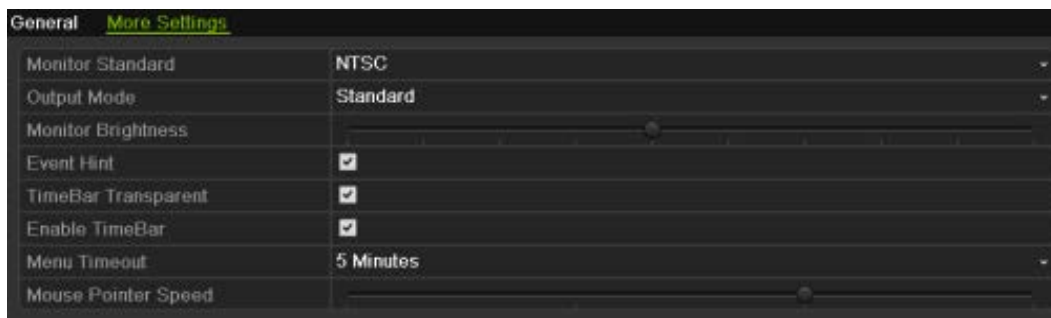 General More Settings
Monitor Standard NTSC
Output Mode Standard
Monitor Brightness
Event Hint
TimeBar Transparent
Enable TimeBar
Menu Timeout 5 Minutes
Mouse Pointer Speed